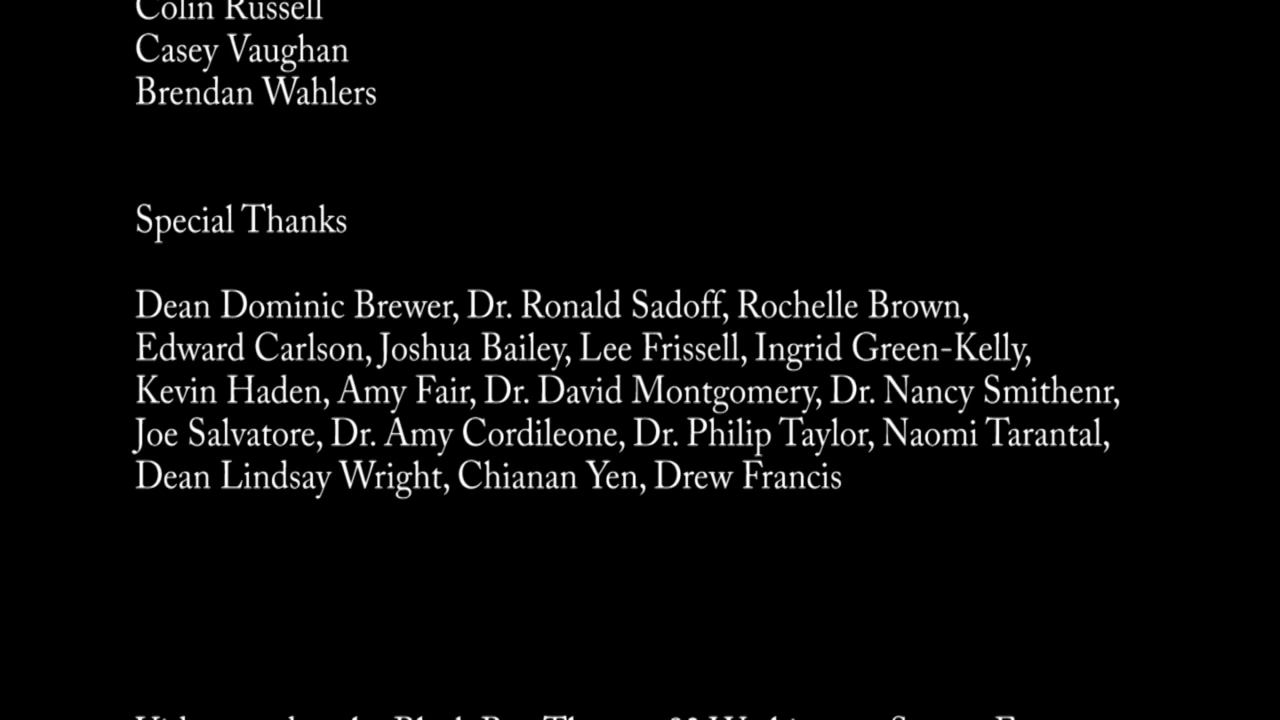 Colin Russell
Casey Vaughan
Brendan Wahlers
Special Thanks
Dean Dominic Brewer, Dr. Ronald Sadoff, Rochelle Brown,
Edward Carlson, Joshua Bailey, Lee Frissell, Ingrid Green-Kelly,
Kevin Haden, Amy Fair, Dr. David Montgomery, Dr. Nancy Smithenr,
Joe Salvatore, Dr. Amy Cordileone, Dr. Philip Taylor, Naomi Tarantal,
Dean Lindsay Wright, Chianan Yen, Drew Francis